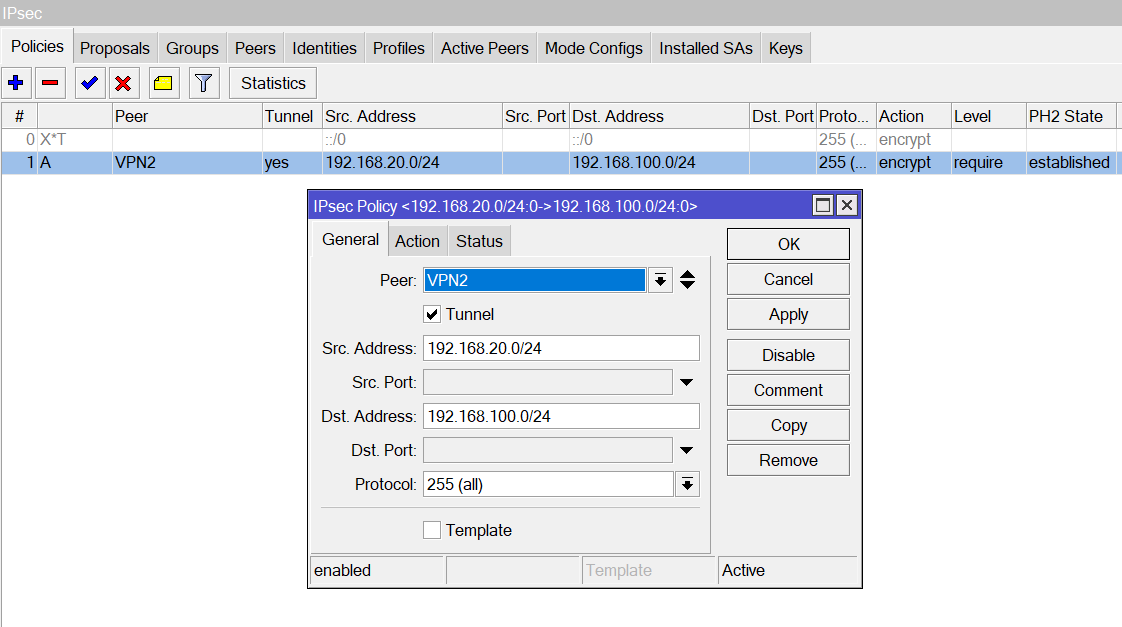 IPsec
Policies Proposals Groups Peers Identities Profiles Active Peers Mode Configs Installed SAs Keys
Statistics
# Peer Tunnel Src. Address Src. Port Dst. Address Dst. Port Proto... Action Level PH2 State
0 X*T ::/0 ::/0 255 (... encrypt
1 A VPN2 yes 192.168.20.0/24 192.168.100.0/24 255 (... encrypt require established
IPsec Policy <192.168.20.0/24:0->192.168.100.0/24:0>
General Action Status
Peer: VPN2
Tunnel
Src. Address: 192.168.20.0/24
Src. Port:
Dst. Address: 192.168.100.0/24
Dst. Port:
Protocol: 255 (all)
Template
OK
Cancel
Apply
Disable
Comment
Copy
Remove
enabled Template Active